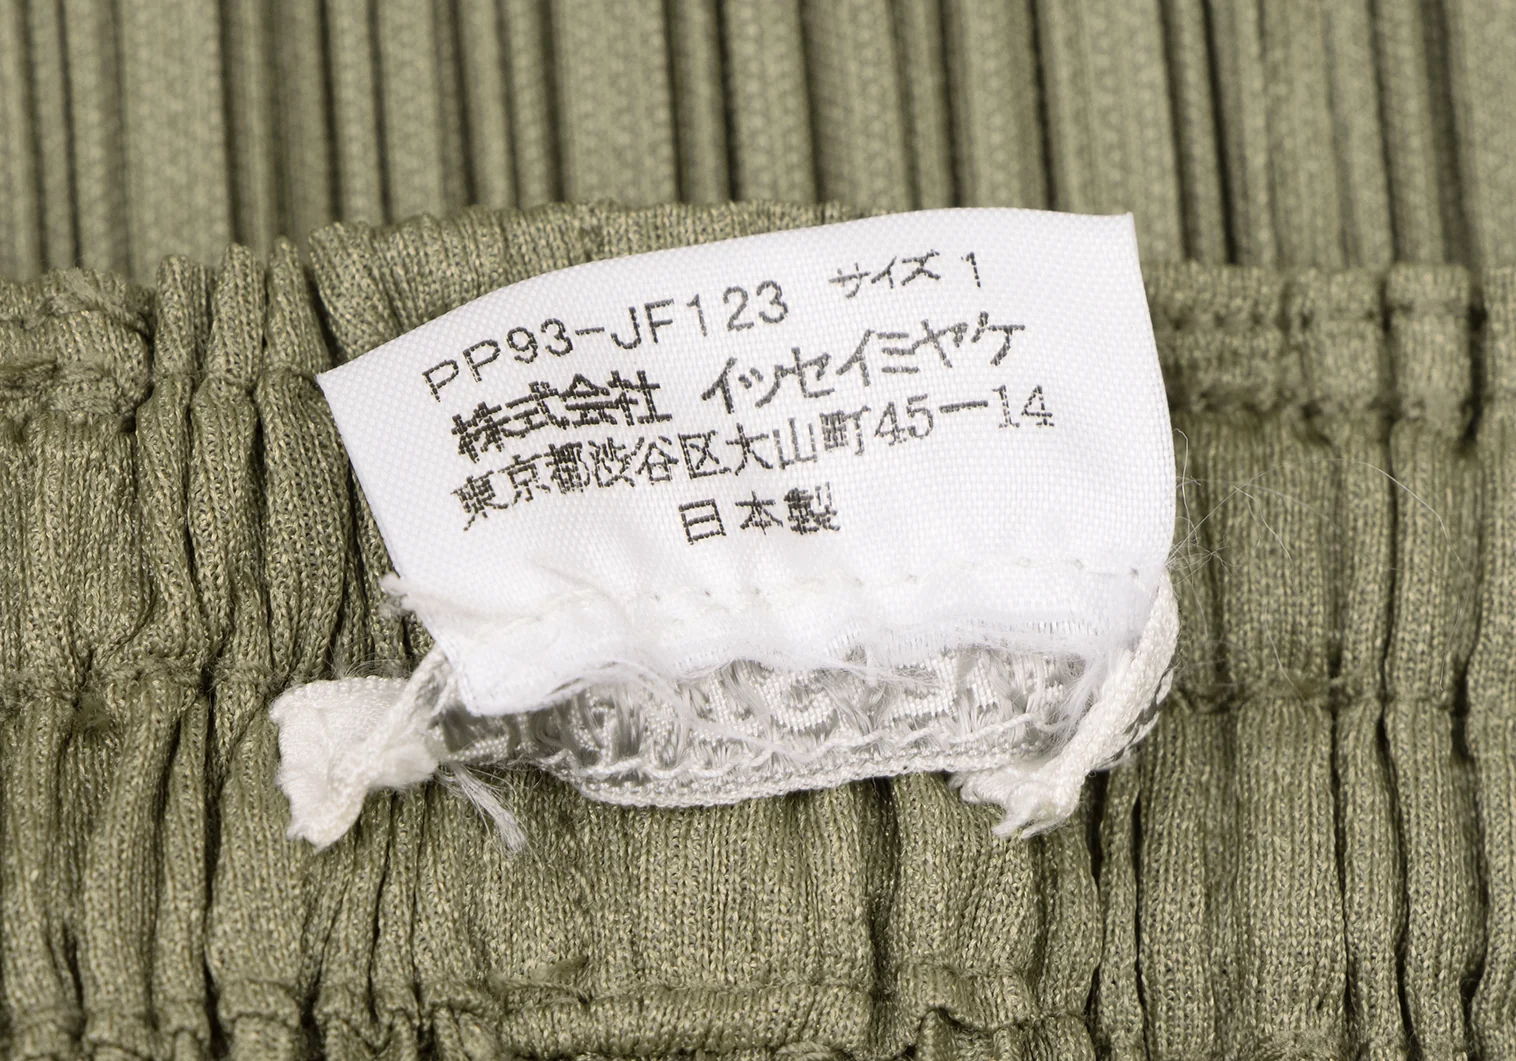 PP93-JF123 サイズ 1
株式会社 イッセイミヤケ
東京都渋谷区大山町45ー14
日本製